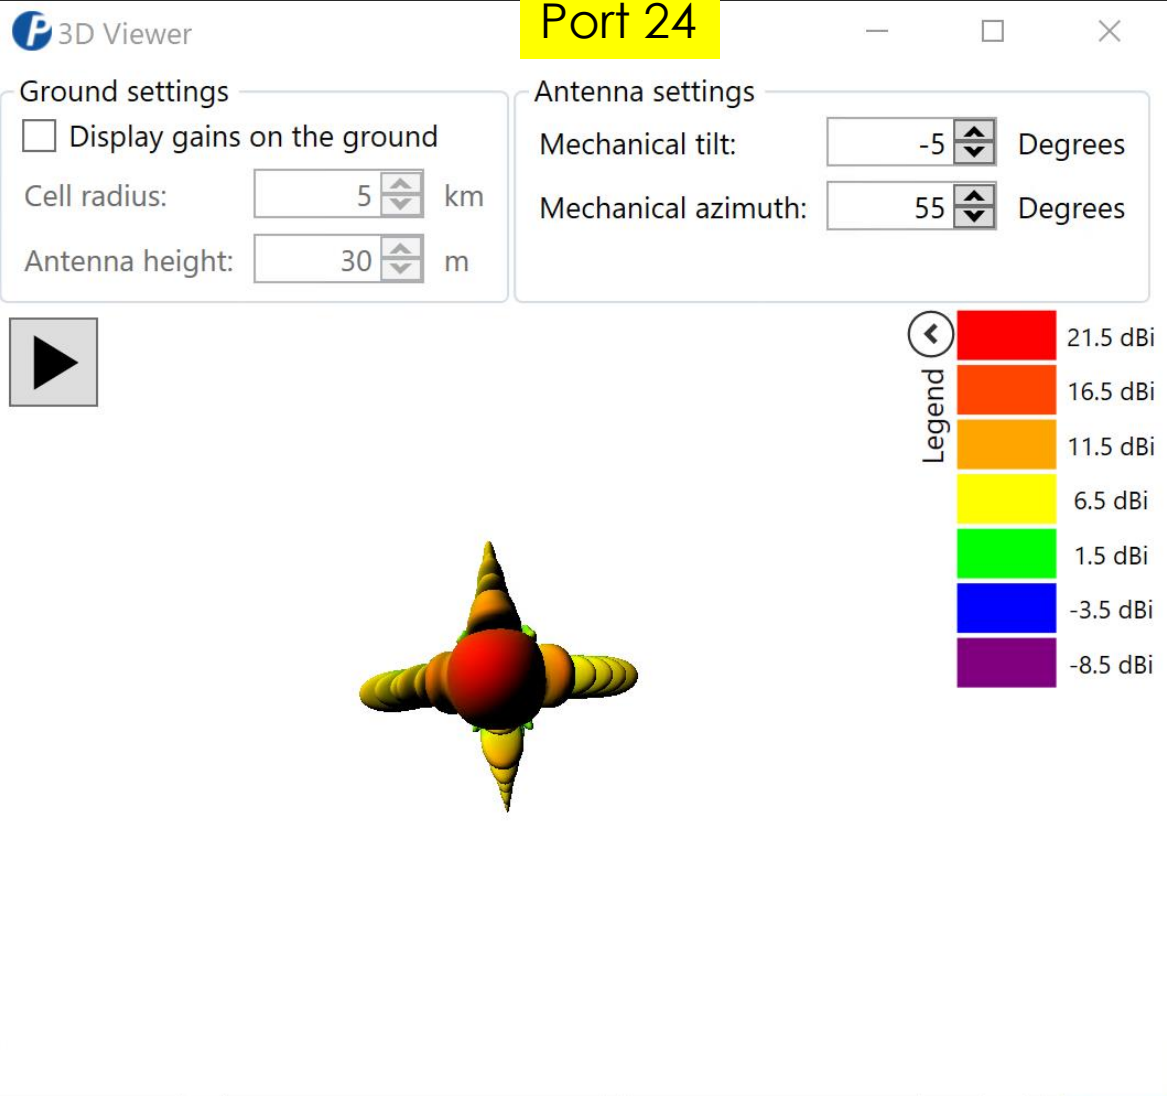 3D Viewer
Port 24
Ground settings
Display gains on the ground
Cell radius: 5 km
Antenna height: 30 m
Antenna settings
Mechanical tilt: -5 Degrees
Mechanical azimuth: 55 Degrees
Legend
21.5 dBi
16.5 dBi
11.5 dBi
6.5 dBi
1.5 dBi
-3.5 dBi
-8.5 dBi